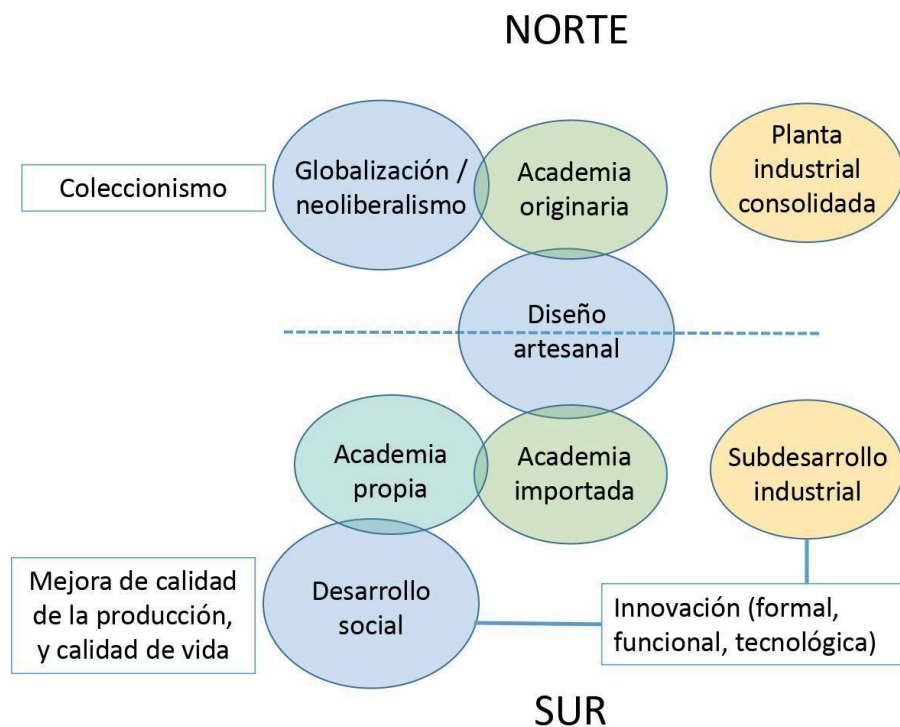 NORTE
Coleccionismo
Globalización /
neoliberalismo
Academia
originaria
Planta
industrial
consolidada
Diseño
artesanal
Academia
propia
Academia
importada
Subdesarrollo
industrial
Mejora de calidad
de la producción,
y calidad de vida
Desarrollo
social
Innovación (formal,
funcional, tecnológica)
SUR